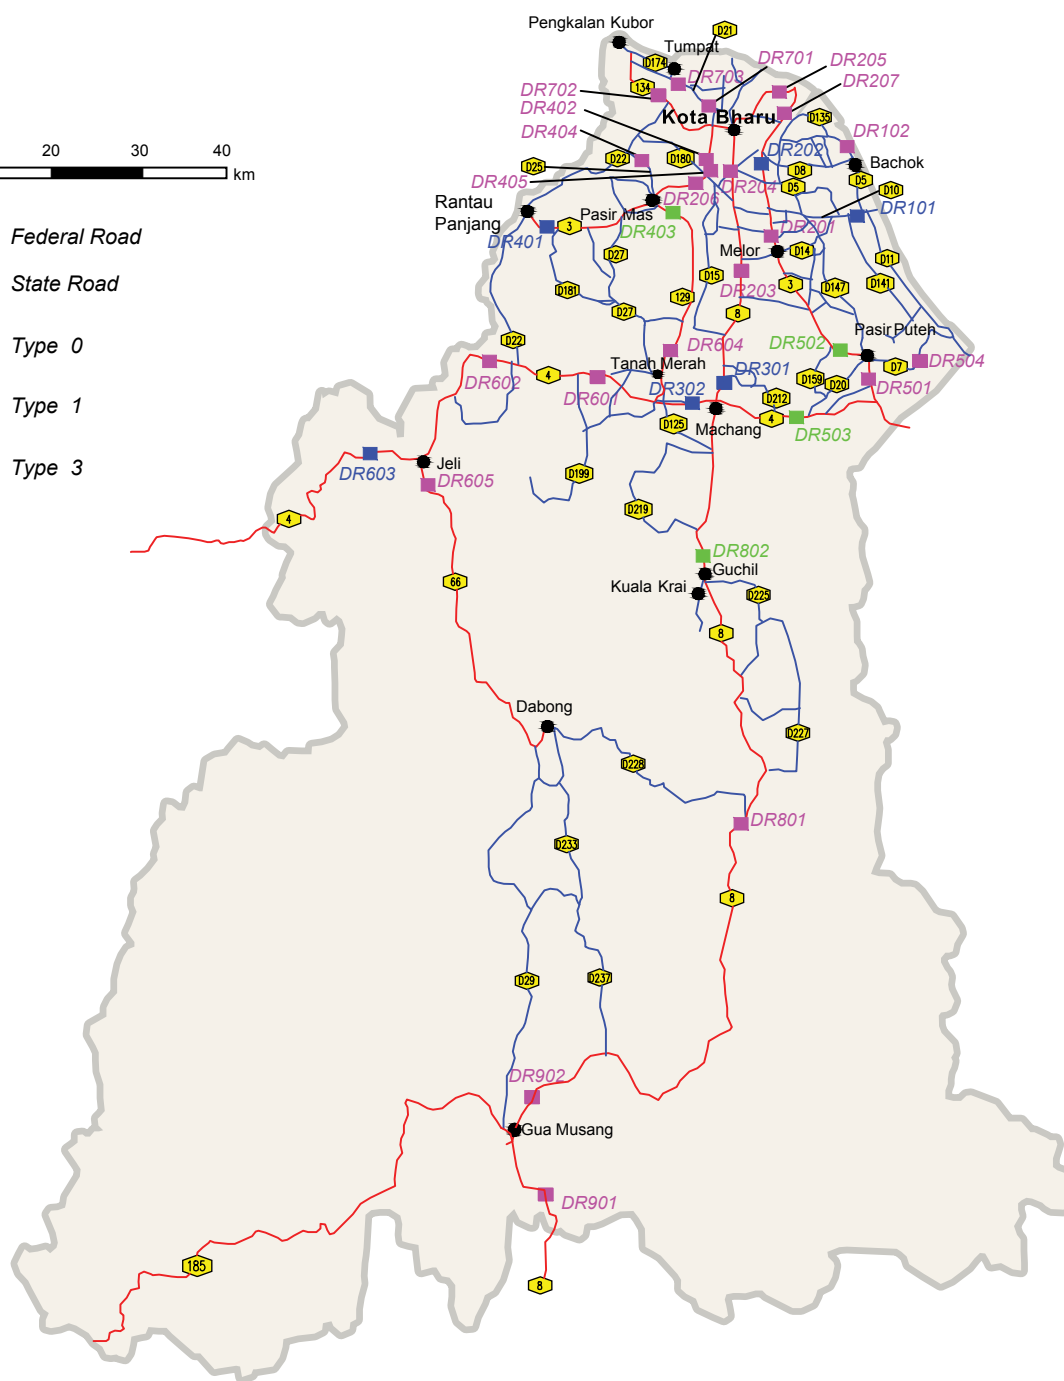 Pengkalan Kubor
D21
Tumpat
D174
DR701
DR205
DR703
DR207
134
DR702
DR402
Kota Bharu
D135
DR404
DR102
D22
D180
DR202
D25
D8
Bachok
DR405
DR204
D5
D5
D10
20 30 40
km
DR206
Rantau
Panjang
Pasir Mas
DR101
3
DR403
DR401
DR201
Federal Road
D27
Melor
D14
D11
State Road
D15
DR203
3
D147
D141
D181
129
D27
8
Pasir Puteh
Type 0
D22
DR604
DR502
DR504
Tanah Merah
D7
DR602
4
DR301
DR601
DR302
D159
D20
DR501
D212
Type 1
4
D125
Machang
DR503
Type 3
Jeli
DR603
D199
DR605
4
D219
DR802
Guchil
66
Kuala Krai
D225
8
Dabong
D227
D228
DR801
D233
8
D29
D237
DR902
Gua Musang
DR901
185
8